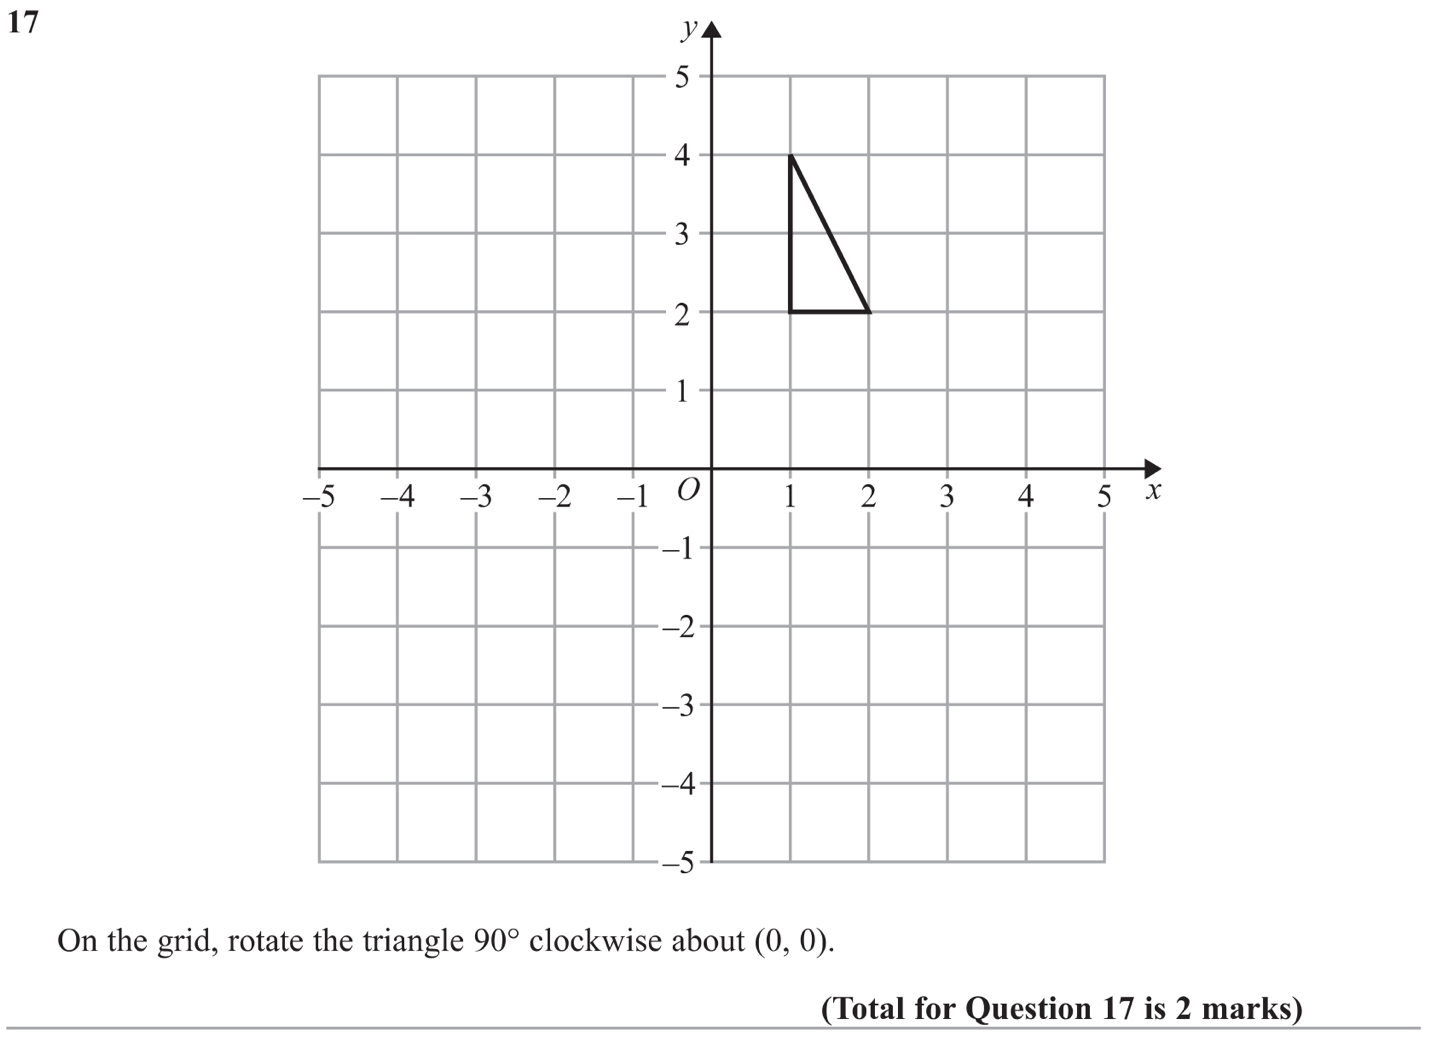 17
y
5
4
3
2
1
–5 –4 –3 –2 –1 O 1 2 3 4 5 x
–1
–2
–3
–4
–5
On the grid, rotate the triangle 90° clockwise about (0, 0).
(Total for Question 17 is 2 marks)